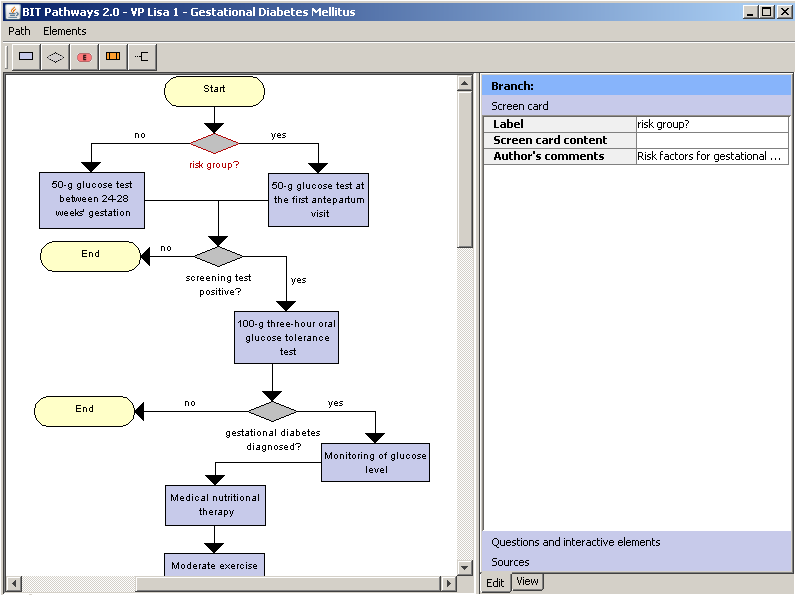 BIT Pathways 2.0 - VP Lisa 1 - Gestational Diabetes Mellitus
Path Elements
E
Start
no
yes
risk group?
50-g glucose test
between 24-28
weeks' gestation
50-g glucose test at
the first antepartum
visit
End
no
screening test
positive?
yes
100-g three-hour oral
glucose tolerance
test
End
no
yes
gestational diabetes
diagnosed?
Monitoring of glucose
level
Medical nutritional
therapy
Moderate exercise
Branch:
Screen card
Label risk group?
Screen card content
Author's comments Risk factors for gestational ...
Questions and interactive elements
Sources
Edit View